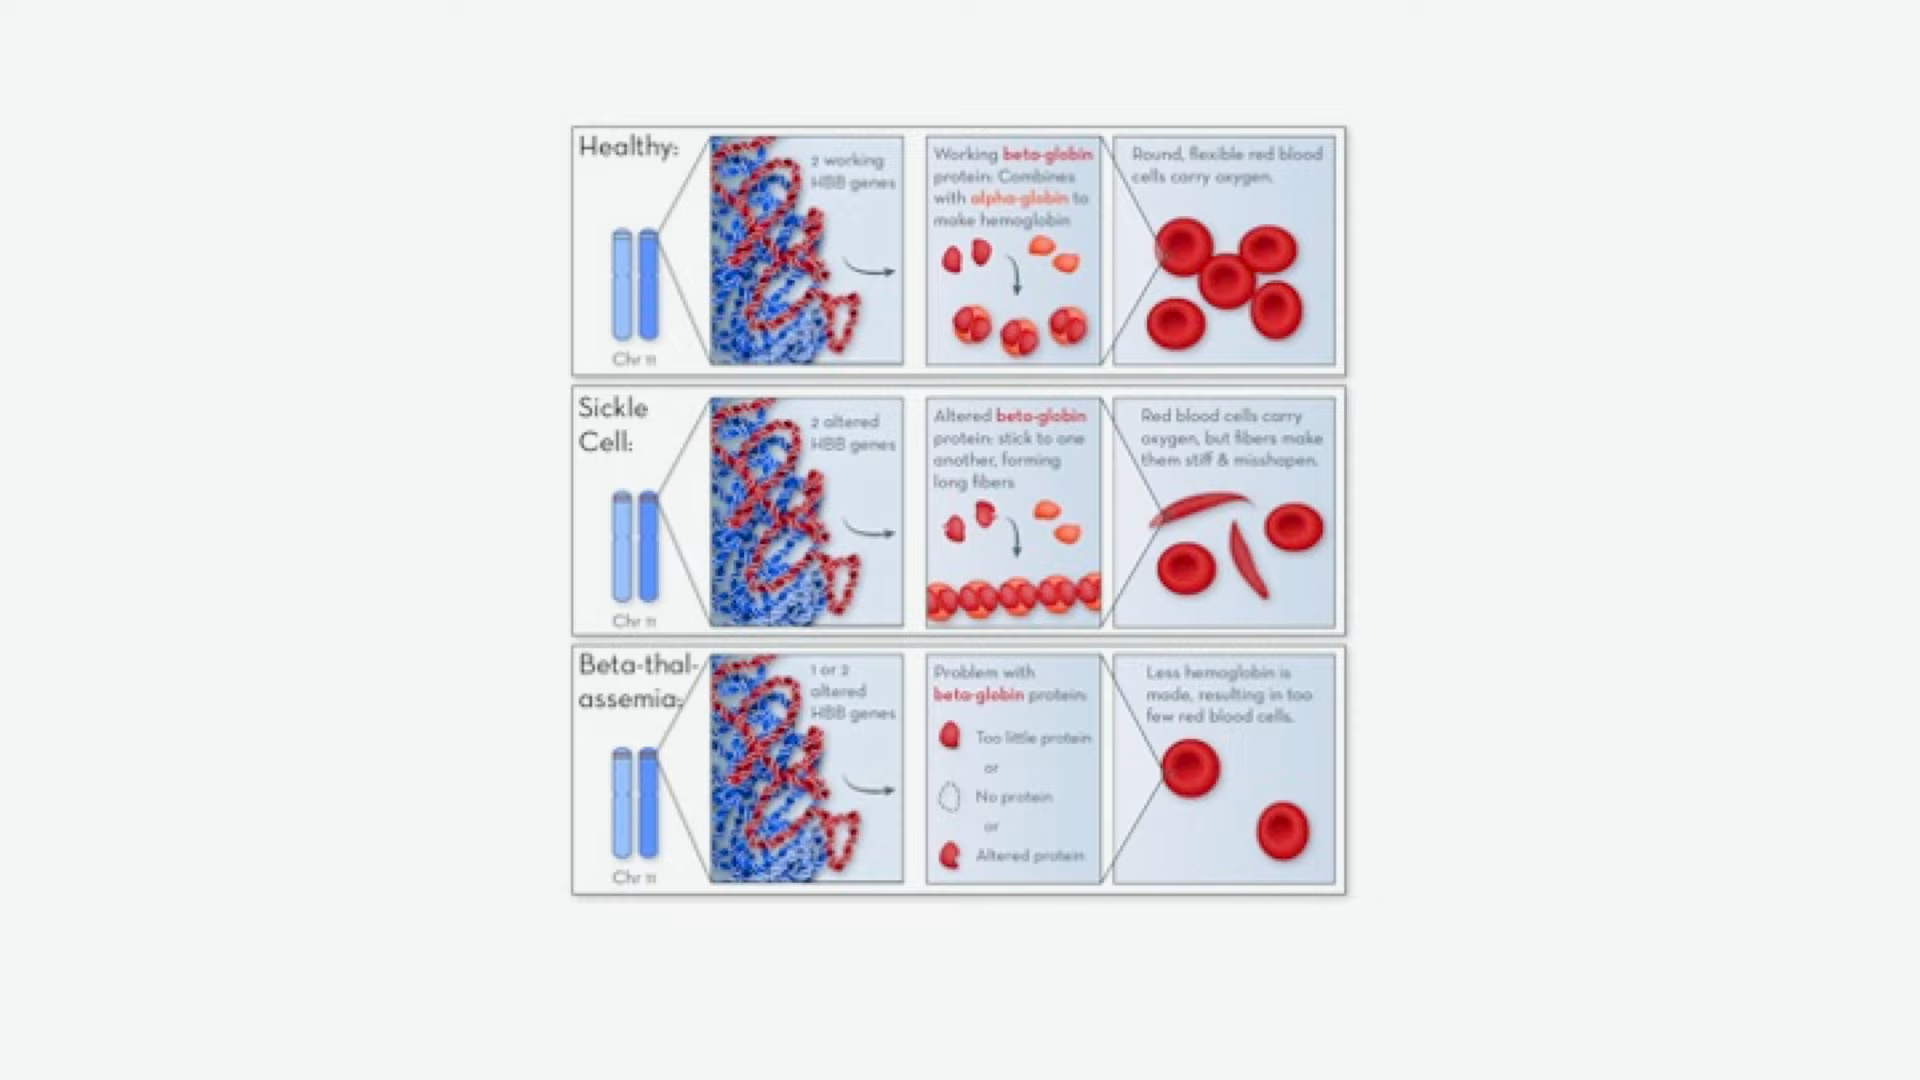 Healthy:
Chr 11
2 working
HBB genes
Working beta-globin
protein: Combines
with alpha-globin to
make hemoglobin
Round, flexible red blood
cells carry oxygen.
Sickle
Cell:
Chr 11
2 altered
HBB genes
Altered beta-globin
protein: stick to one
another, forming
long fibers
Red blood cells carry
oxygen, but fibers make
them stiff & misshapen.
Beta-thal-
assemia:
Chr 11
1 or 2
altered
HBB genes
Problem with
beta-globin protein:
Too little protein
or
No protein
or
Altered protein
Less hemoglobin is
made, resulting in too
few red blood cells.